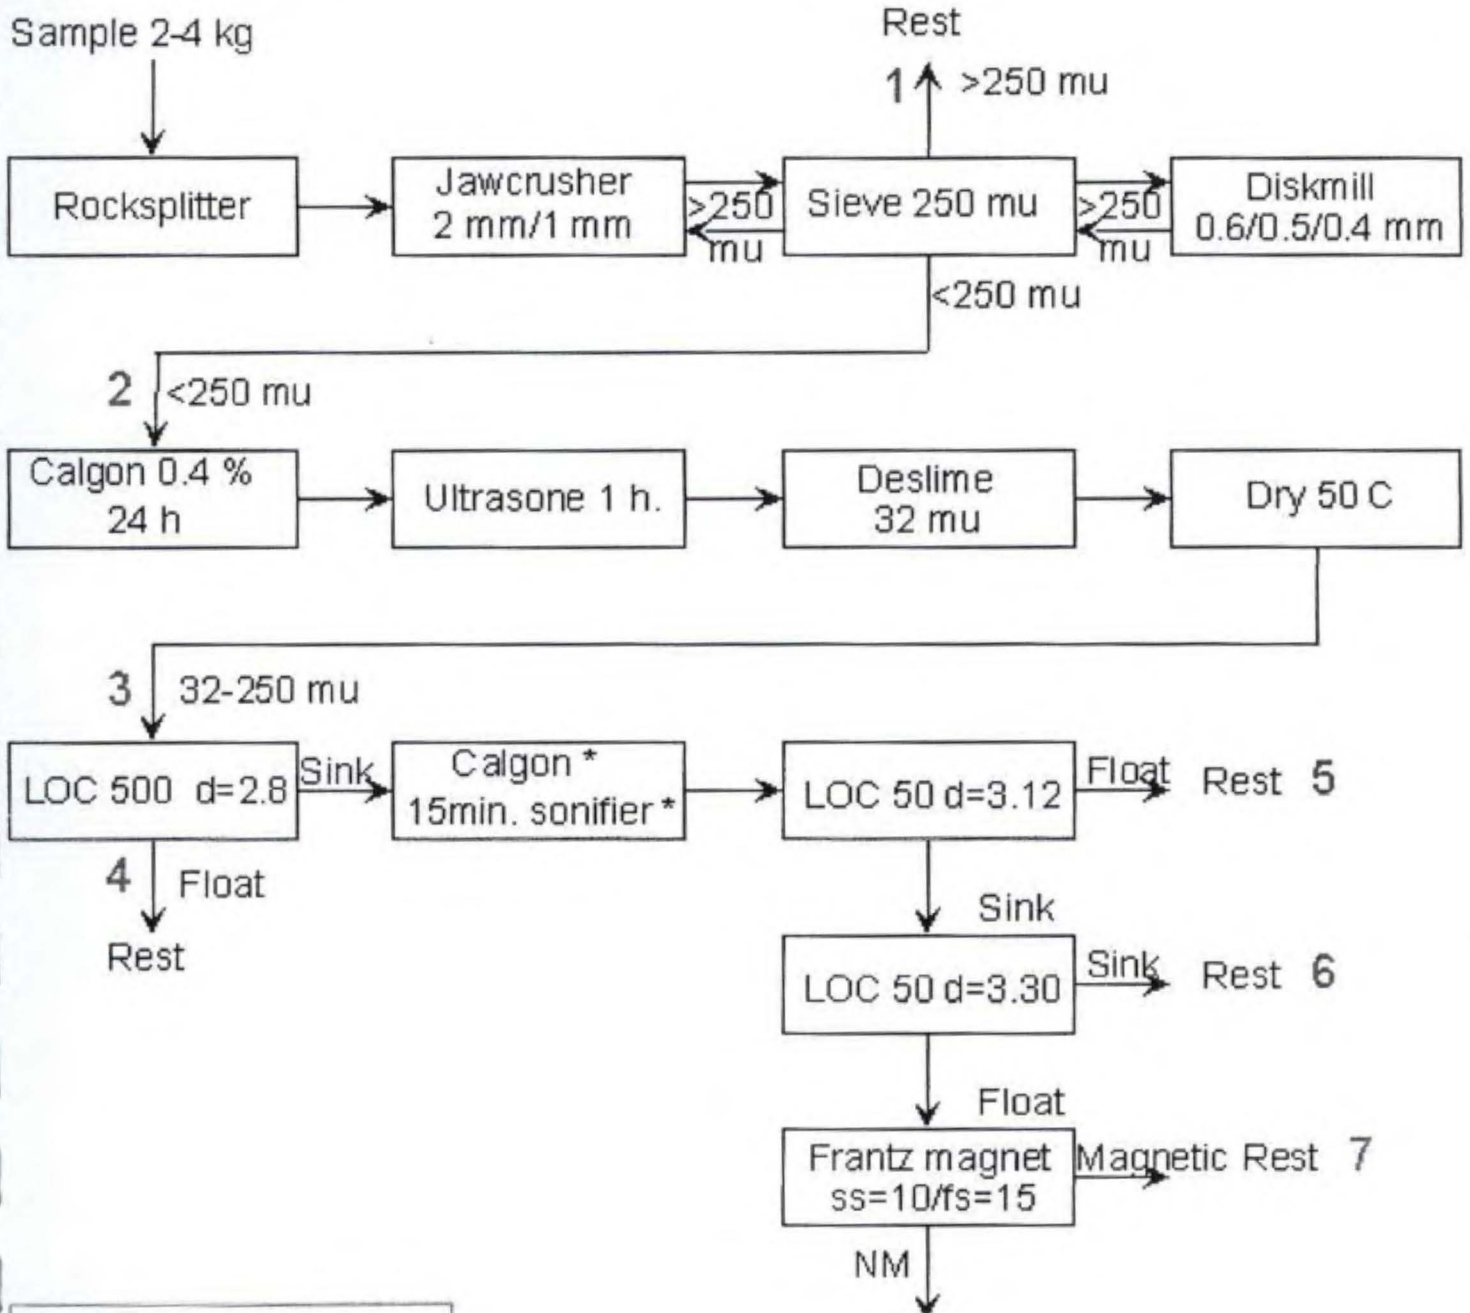 Sample 2-4 kg
Rest
1 >250 mu
Rocksplitter
Jawcrusher
2 mm/1 mm
>250
mu
Sieve 250 mu
>250
mu
Diskmill
0.6/0.5/0.4 mm
<250 mu
2 <250 mu
Calgon 0.4 %
24 h
Ultrasone 1 h.
Deslime
32 mu
Dry 50 C
3 32-250 mu
LOC 500 d=2.8
Sink
Calgon *
15min. sonifier *
LOC 50 d=3.12
Float
Rest 5
4 Float
Rest
Sink
LOC 50 d=3.30
Sink
Rest 6
Float
Frantz magnet
ss=10/fs=15
Magnetic Rest 7
NM